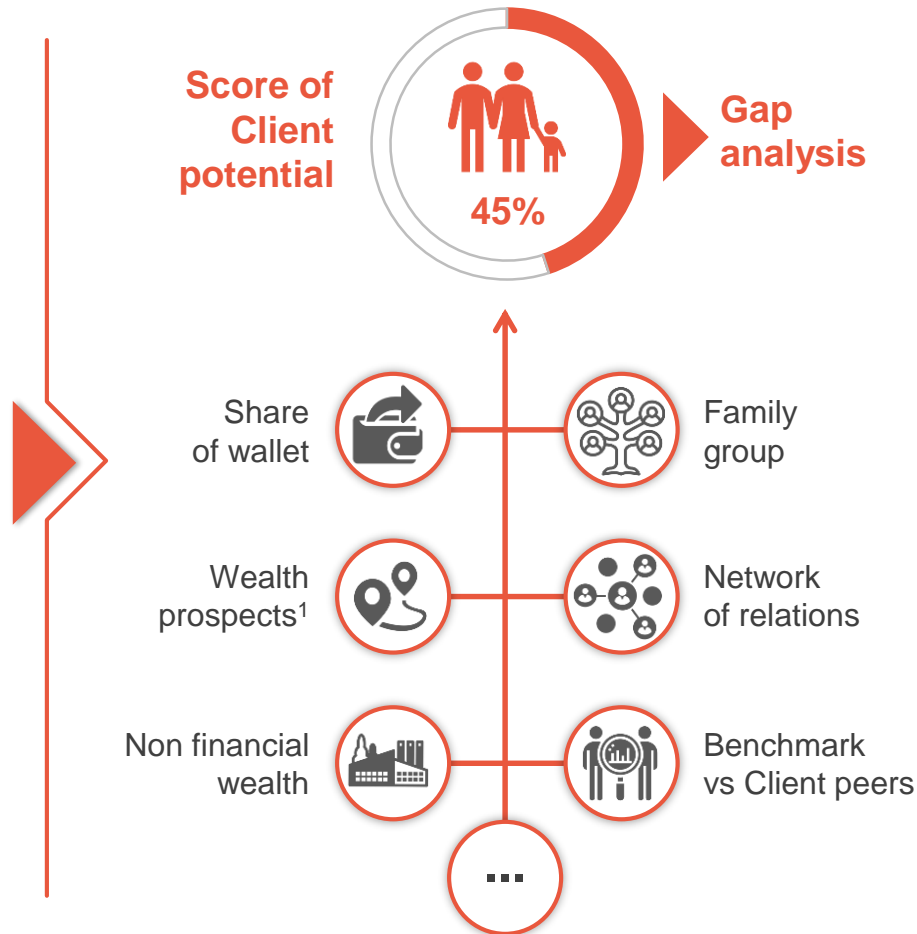 Score of
Client
potential
45%
Gap
analysis
Share
of wallet
Family
group
Wealth
prospects¹
Network
of relations
Non financial
wealth
Benchmark
vs Client peers
...